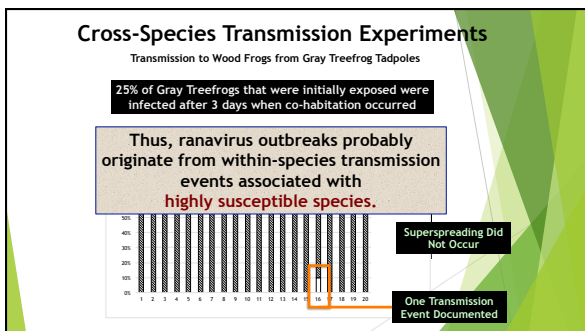 Cross-Species Transmission Experiments
Transmission to Wood Frogs from Gray Treefrog Tadpoles
25% of Gray Treefrogs that were initially exposed were
infected after 3 days when co-habitation occurred
Thus, ranavirus outbreaks probably
originate from within-species transmission
events associated with
highly susceptible species.
50%
40%
30%
20%
10%
0%
1 2 3 4 5 6 7 8 9 10 11 12 13 14 15 16 17 18 19 20
Superspreading Did
Not Occur
One Transmission
Event Documented